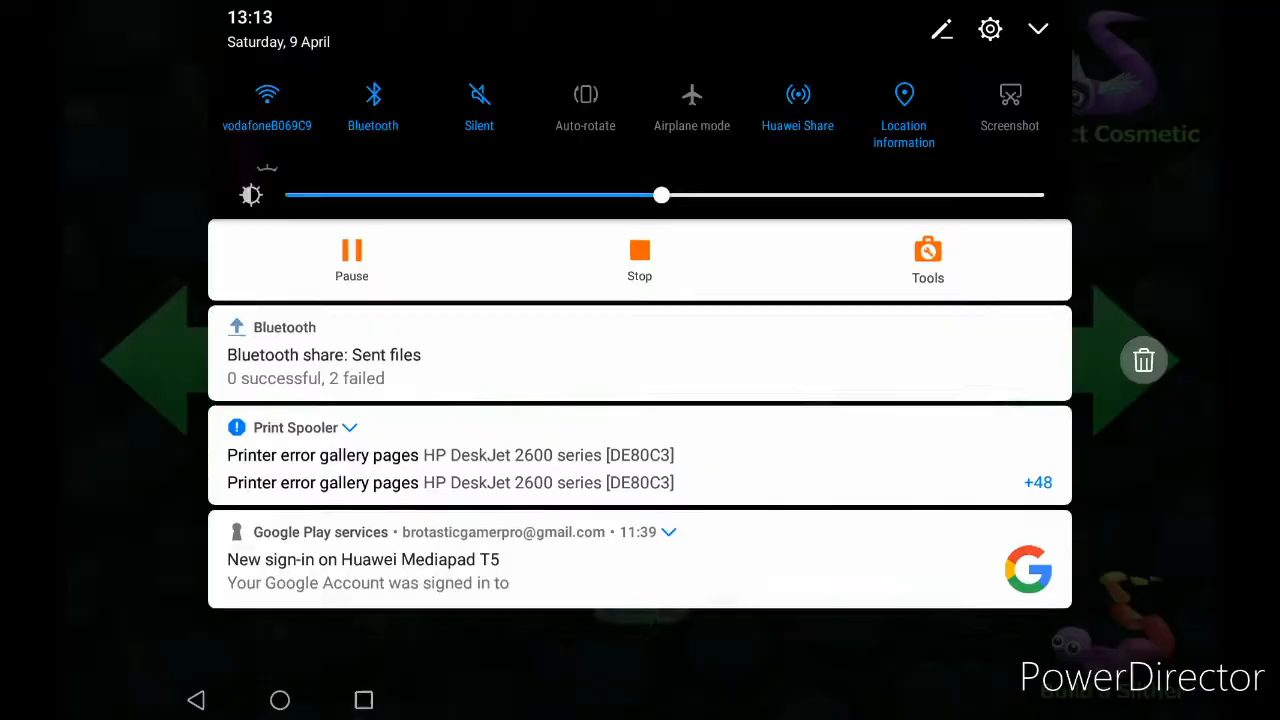 13:13
Saturday, 9 April
vodafoneB069C9
Bluetooth
Silent
Auto-rotate
Airplane mode
Huawei Share
Location information
Screenshot
ct Cosmetic
Pause
Stop
Tools
Bluetooth
Bluetooth share: Sent files
0 successful, 2 failed
Print Spooler
Printer error gallery pages HP DeskJet 2600 series [DE80C3]
Printer error gallery pages HP DeskJet 2600 series [DE80C3]
+48
Google Play services • brotasticgamerpro@gmail.com • 11:39
New sign-in on Huawei Mediapad T5
Your Google Account was signed in to
PowerDirector